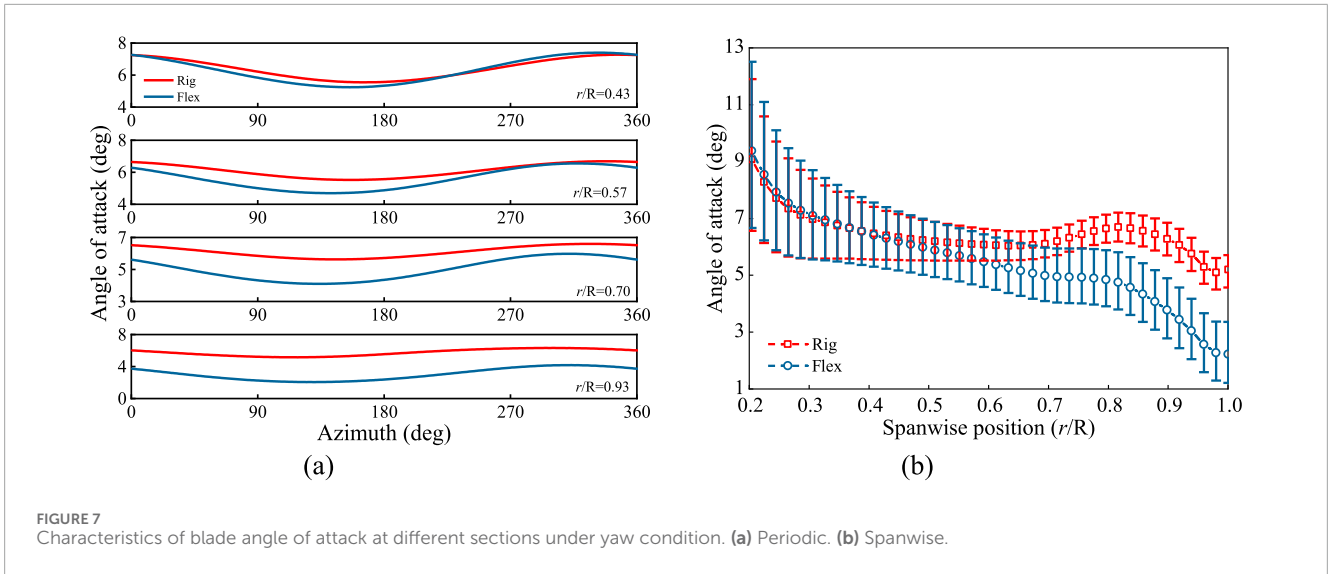 8
6
4
Rig
Flex
r/R=0.43
0 90 180 270 360
8
6
4
r/R=0.57
0 90 180 270 360
7
5
3
r/R=0.70
0 90 180 270 360
8
4
0
r/R=0.93
0 90 180 270 360
Angle of attack (deg)
Azimuth (deg)
(a)
13
11
9
7
5
3
1
Angle of attack (deg)
Rig
Flex
0.2 0.3 0.4 0.5 0.6 0.7 0.8 0.9 1.0
Spanwise position (r/R)
(b)
FIGURE 7
Characteristics of blade angle of attack at different sections under yaw condition. (a) Periodic. (b) Spanwise.